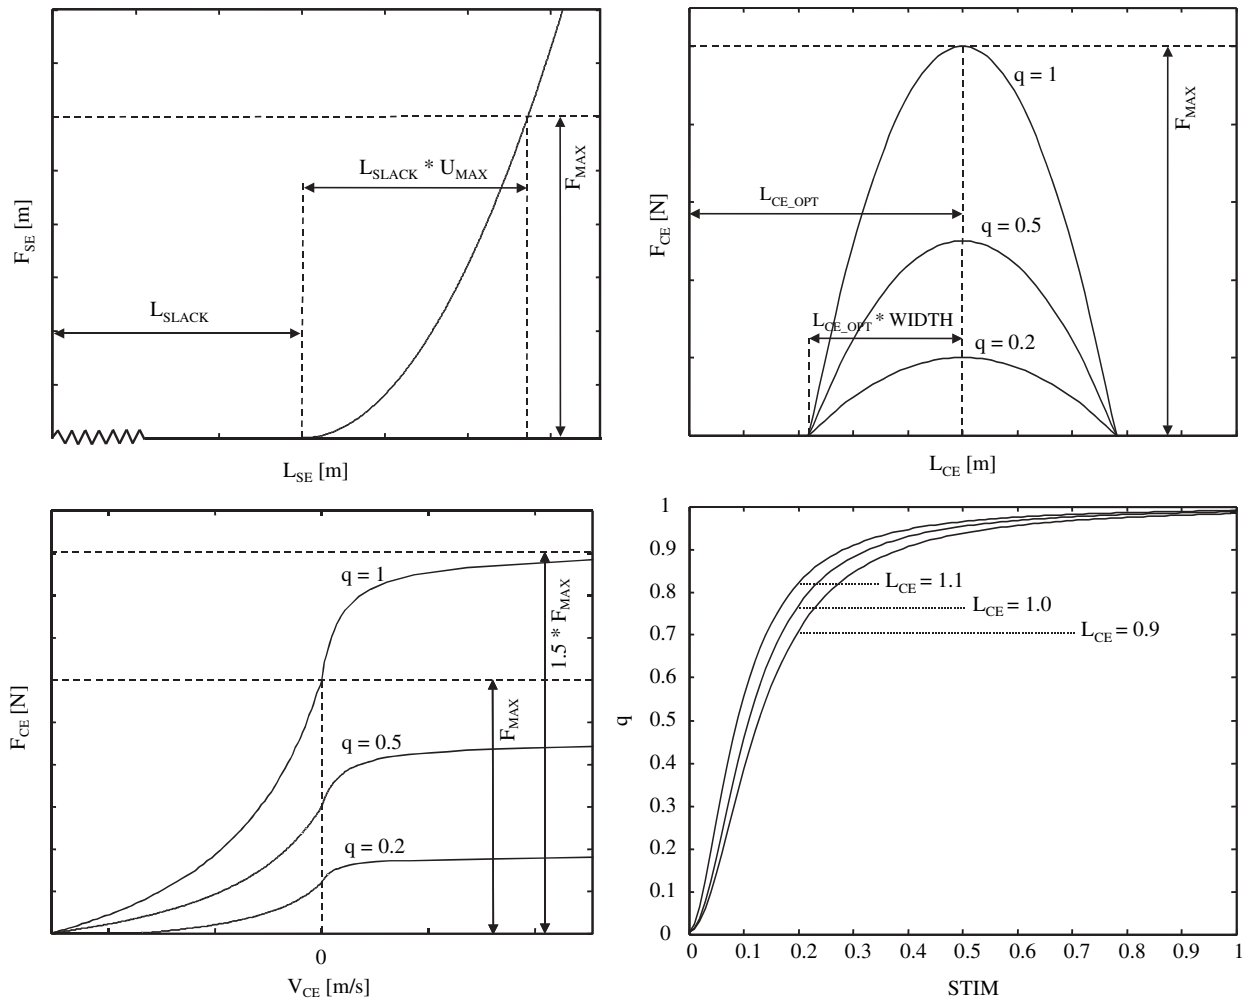 F_SE [m]
L_SLACK * U_MAX
F_MAX
L_SLACK
L_SE [m]
F_CE [N]
q = 1
F_MAX
L_CE_OPT
q = 0.5
L_CE_OPT * WIDTH
q = 0.2
L_CE [m]
F_CE [N]
q = 1
1.5 * F_MAX
F_MAX
q = 0.5
q = 0.2
0
V_CE [m/s]
q
1
0.9
0.8
0.7
0.6
0.5
0.4
0.3
0.2
0.1
0
L_CE = 1.1
L_CE = 1.0
L_CE = 0.9
0 0.1 0.2 0.3 0.4 0.5 0.6 0.7 0.8 0.9 1
STIM